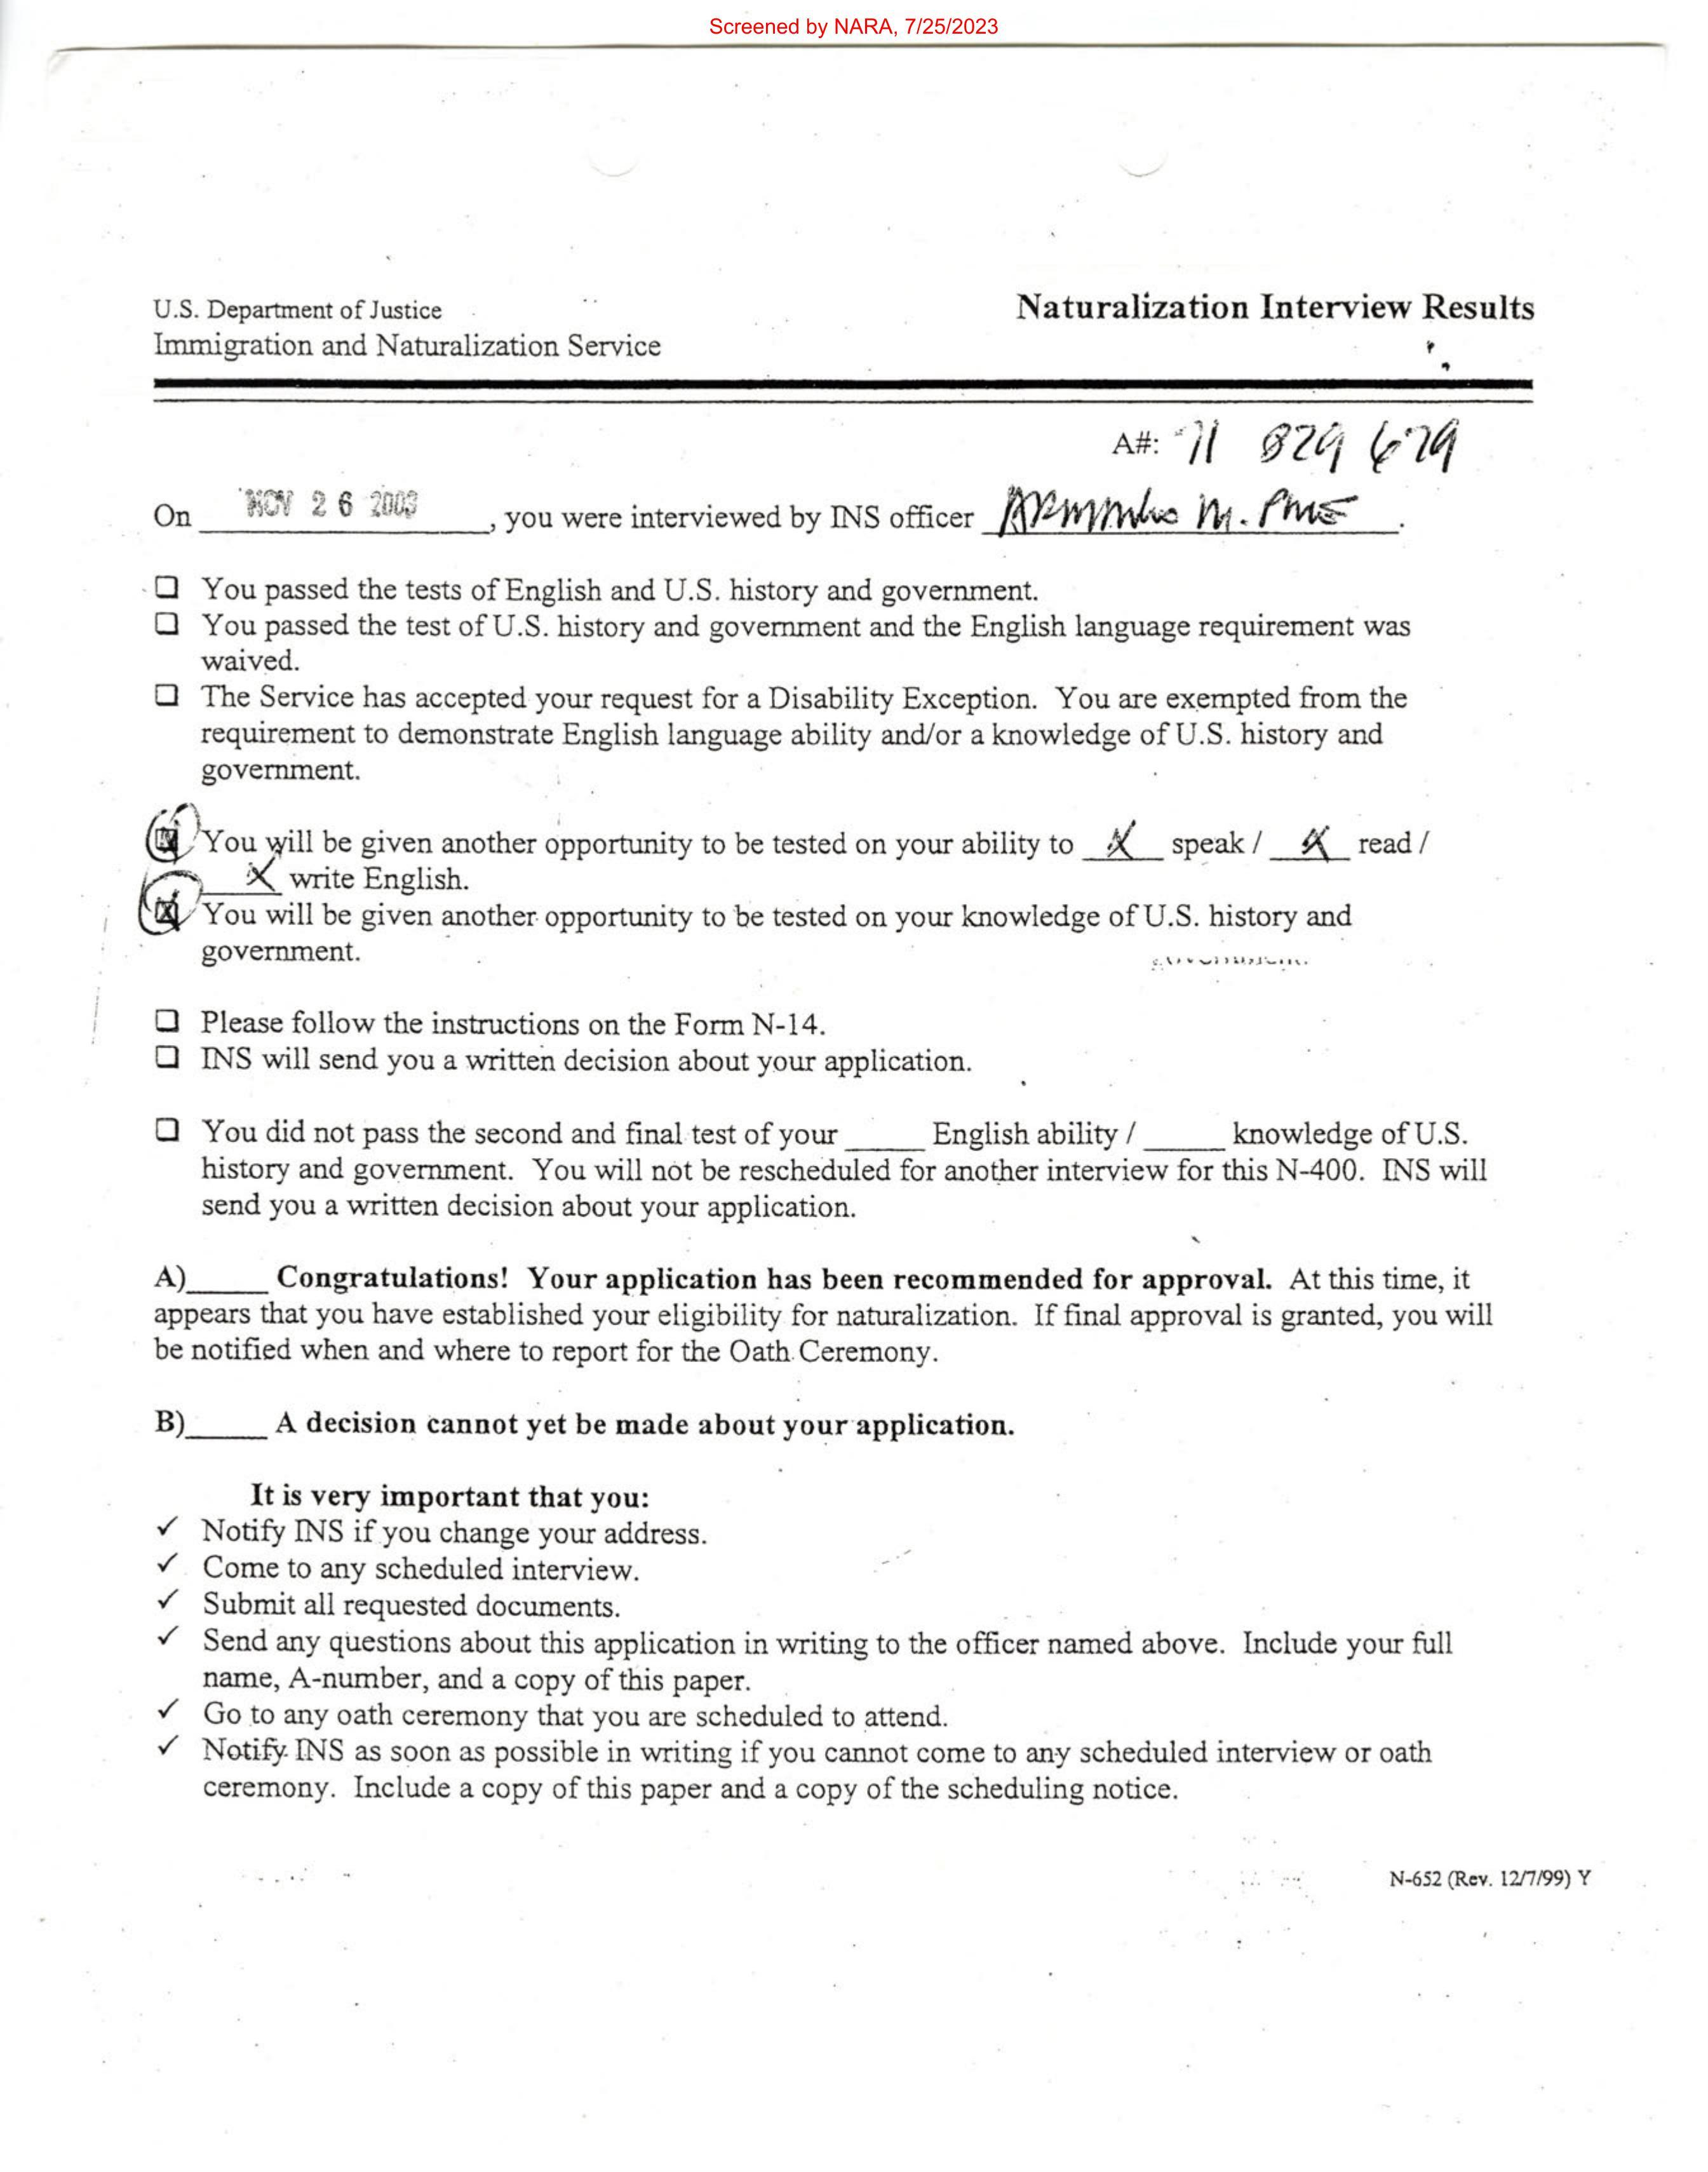 Screened by NARA, 7/25/2023
U.S. Department of Justice
Naturalization Interview Results
Immigration and Naturalization Service
A#: 71 829 679
On NOV 26 2003, you were interviewed by INS officer M.
☐ You passed the tests of English and U.S. history and government.
☐ You passed the test of U.S. history and government and the English language requirement was
waived.
☐ The Service has accepted your request for a Disability Exception. You are exempted from the
requirement to demonstrate English language ability and/or a knowledge of U.S. history and
government.
☒ You will be given another opportunity to be tested on your ability to X speak / X read /
X write English.
☒ You will be given another opportunity to be tested on your knowledge of U.S. history and
government.
☐ Please follow the instructions on the Form N-14.
☐ INS will send you a written decision about your application.
☐ You did not pass the second and final test of your _____ English ability / _____ knowledge of U.S.
history and government. You will not be rescheduled for another interview for this N-400. INS will
send you a written decision about your application.
A)_____ Congratulations! Your application has been recommended for approval. At this time, it
appears that you have established your eligibility for naturalization. If final approval is granted, you will
be notified when and where to report for the Oath Ceremony.
B)_____ A decision cannot yet be made about your application.
It is very important that you:
✓ Notify INS if you change your address.
✓ Come to any scheduled interview.
✓ Submit all requested documents.
✓ Send any questions about this application in writing to the officer named above. Include your full
name, A-number, and a copy of this paper.
✓ Go to any oath ceremony that you are scheduled to attend.
✓ Notify INS as soon as possible in writing if you cannot come to any scheduled interview or oath
ceremony. Include a copy of this paper and a copy of the scheduling notice.
N-652 (Rev. 12/7/99) Y